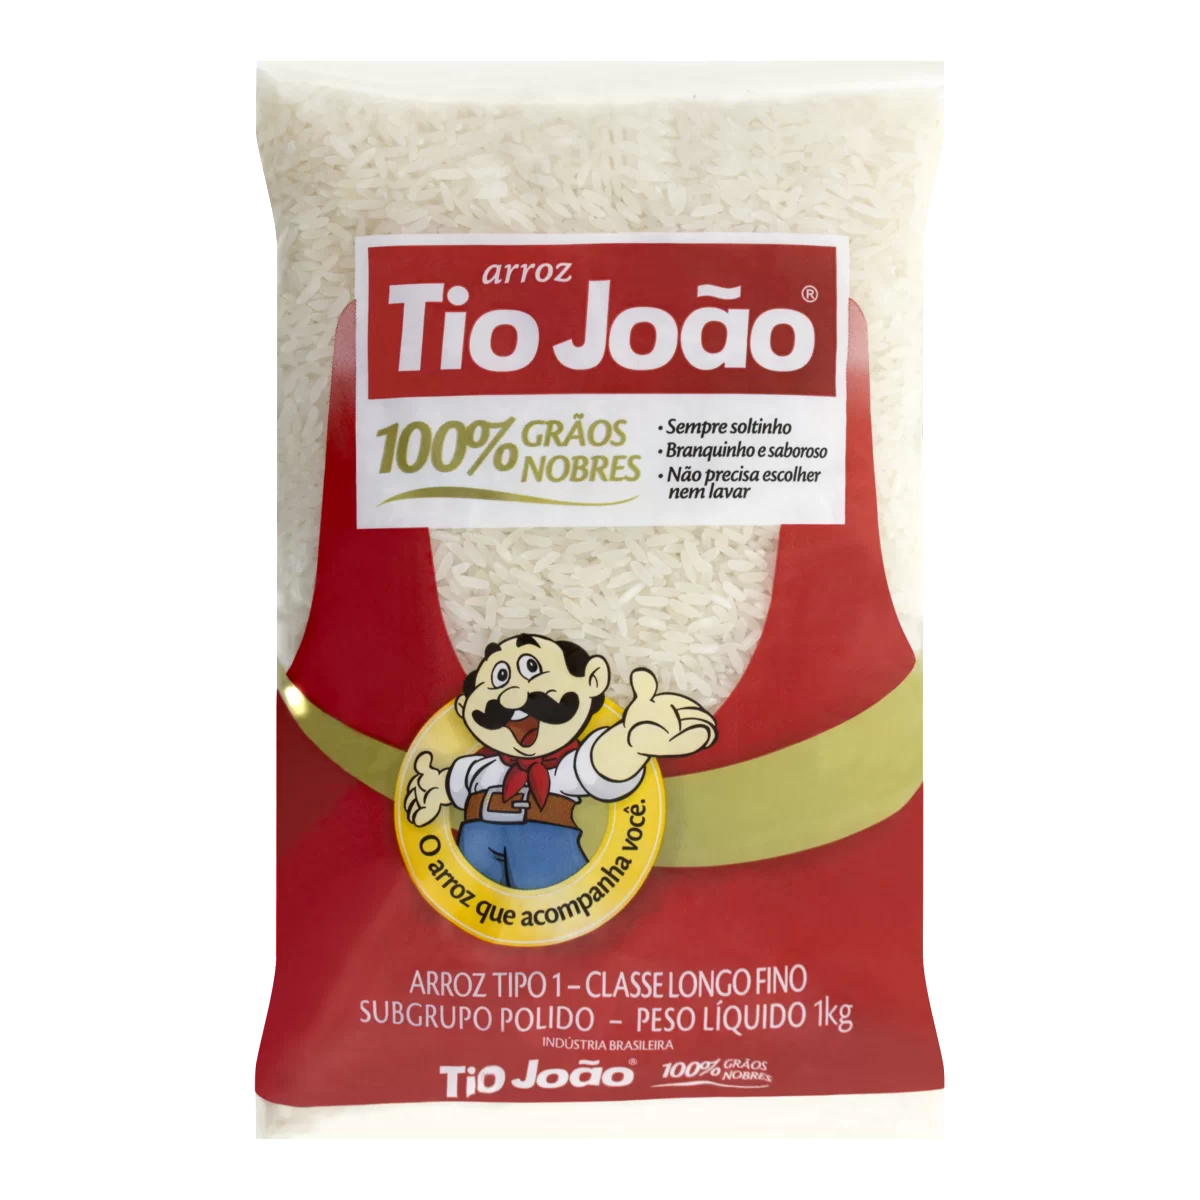 arroz
Tio João®
100% GRÃOS
NOBRES
• Sempre soltinho
• Branquinho e saboroso
• Não precisa escolher
nem lavar
O arroz que acompanha você.
ARROZ TIPO 1 – CLASSE LONGO FINO
SUBGRUPO POLIDO – PESO LÍQUIDO 1kg
INDÚSTRIA BRASILEIRA
Tio João® 100% GRÃOS
NOBRES